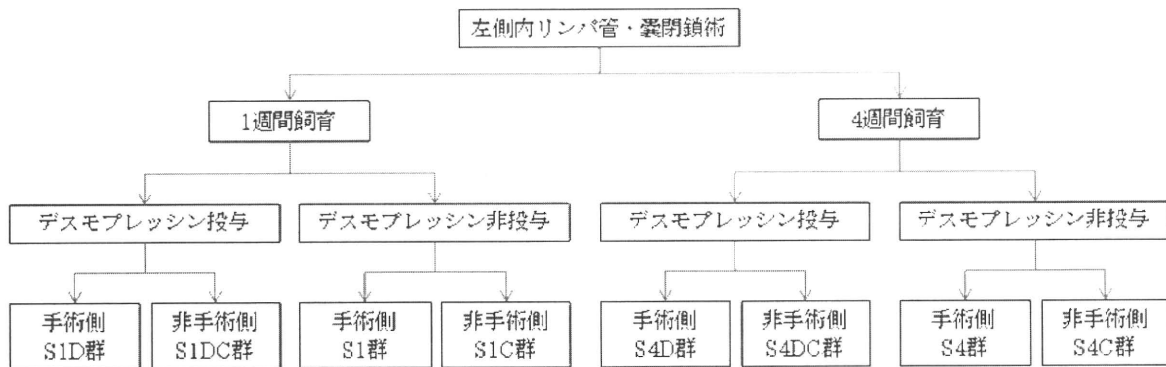 左側内リンパ管・嚢閉鎖術
1週間飼育
4週間飼育
デスモプレッシン投与
デスモプレッシン非投与
デスモプレッシン投与
デスモプレッシン非投与
手術側
S1D群
非手術側
S1DC群
手術側
S1群
非手術側
S1C群
手術側
S4D群
非手術側
S4DC群
手術側
S4群
非手術側
S4C群